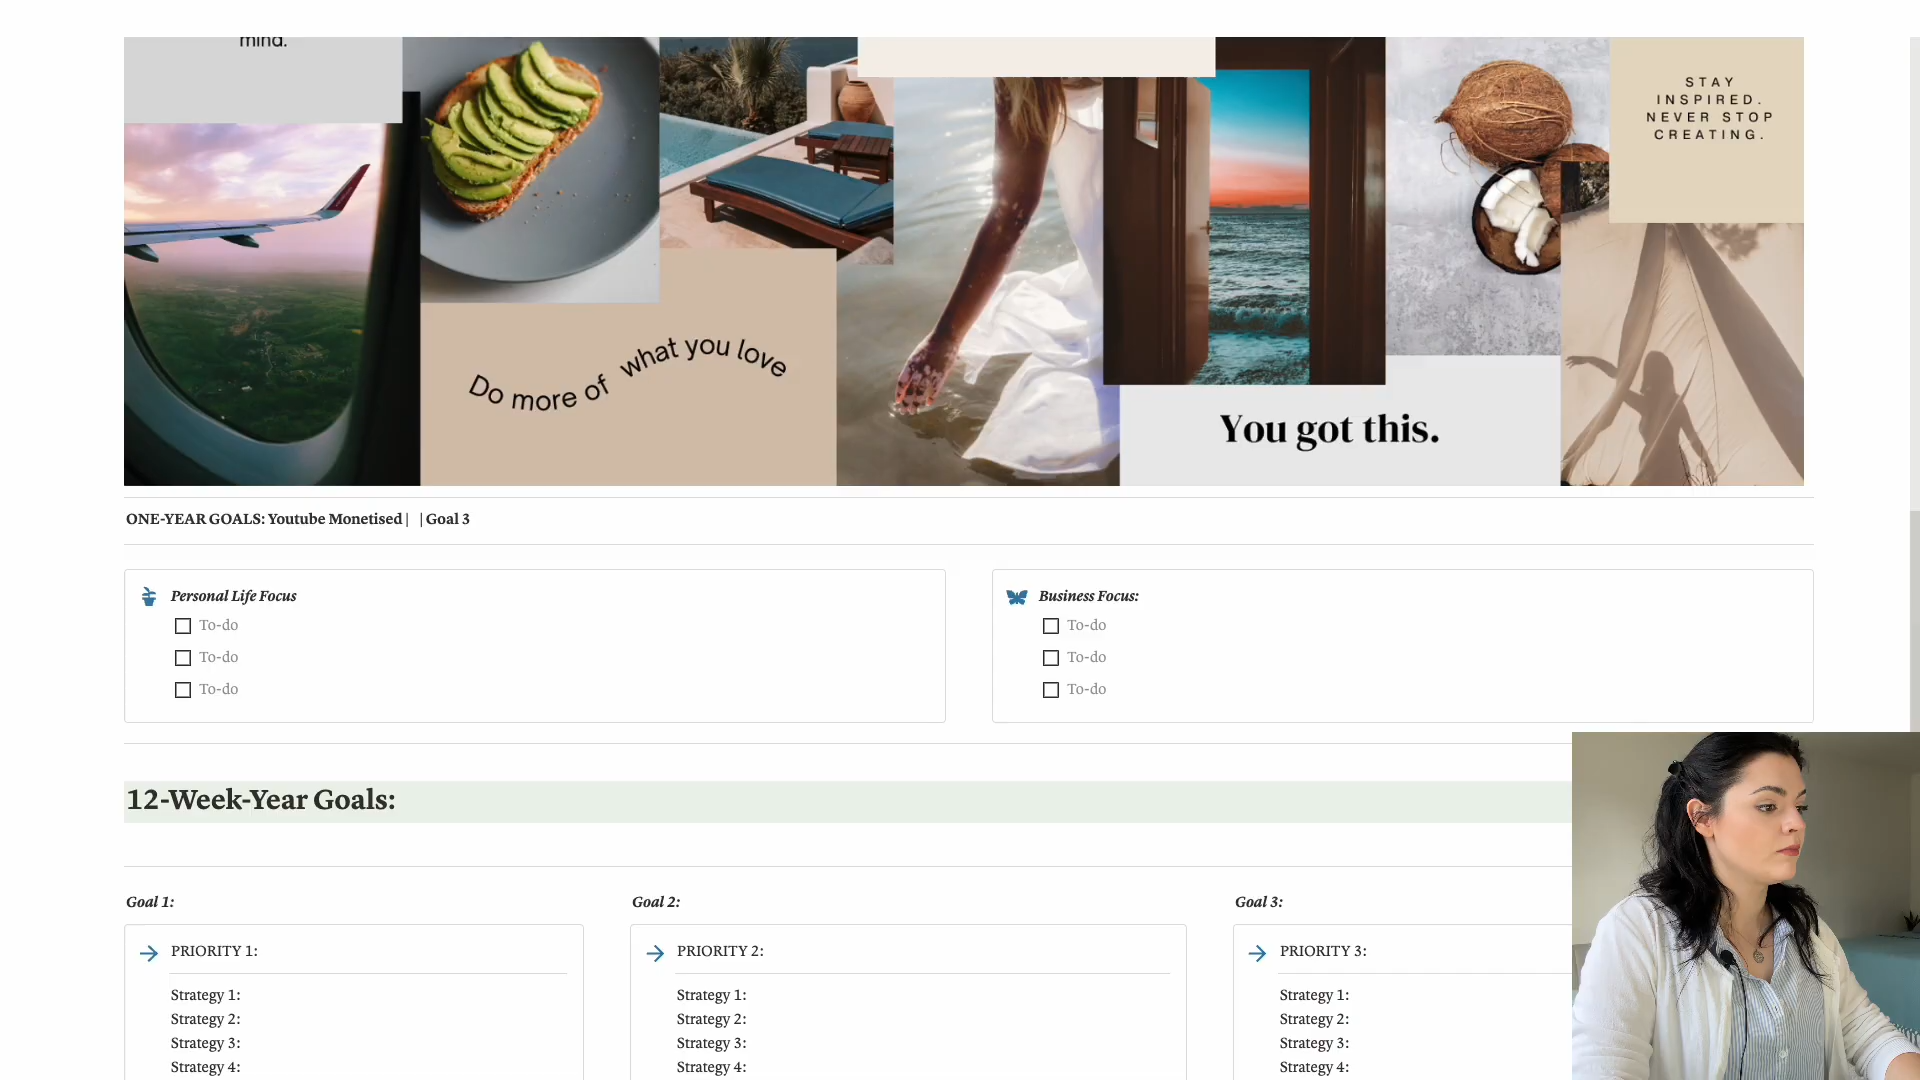 mind.
STAY
INSPIRED.
NEVER STOP
CREATING.
Do more of what you love
You got this.
ONE-YEAR GOALS: Youtube Monetised | | Goal 3
Personal Life Focus
To-do
To-do
To-do
Business Focus:
To-do
To-do
To-do
12-Week-Year Goals:
Goal 1:
PRIORITY 1:
Strategy 1:
Strategy 2:
Strategy 3:
Strategy 4:
Goal 2:
PRIORITY 2:
Strategy 1:
Strategy 2:
Strategy 3:
Strategy 4:
Goal 3:
PRIORITY 3:
Strategy 1:
Strategy 2:
Strategy 3:
Strategy 4: